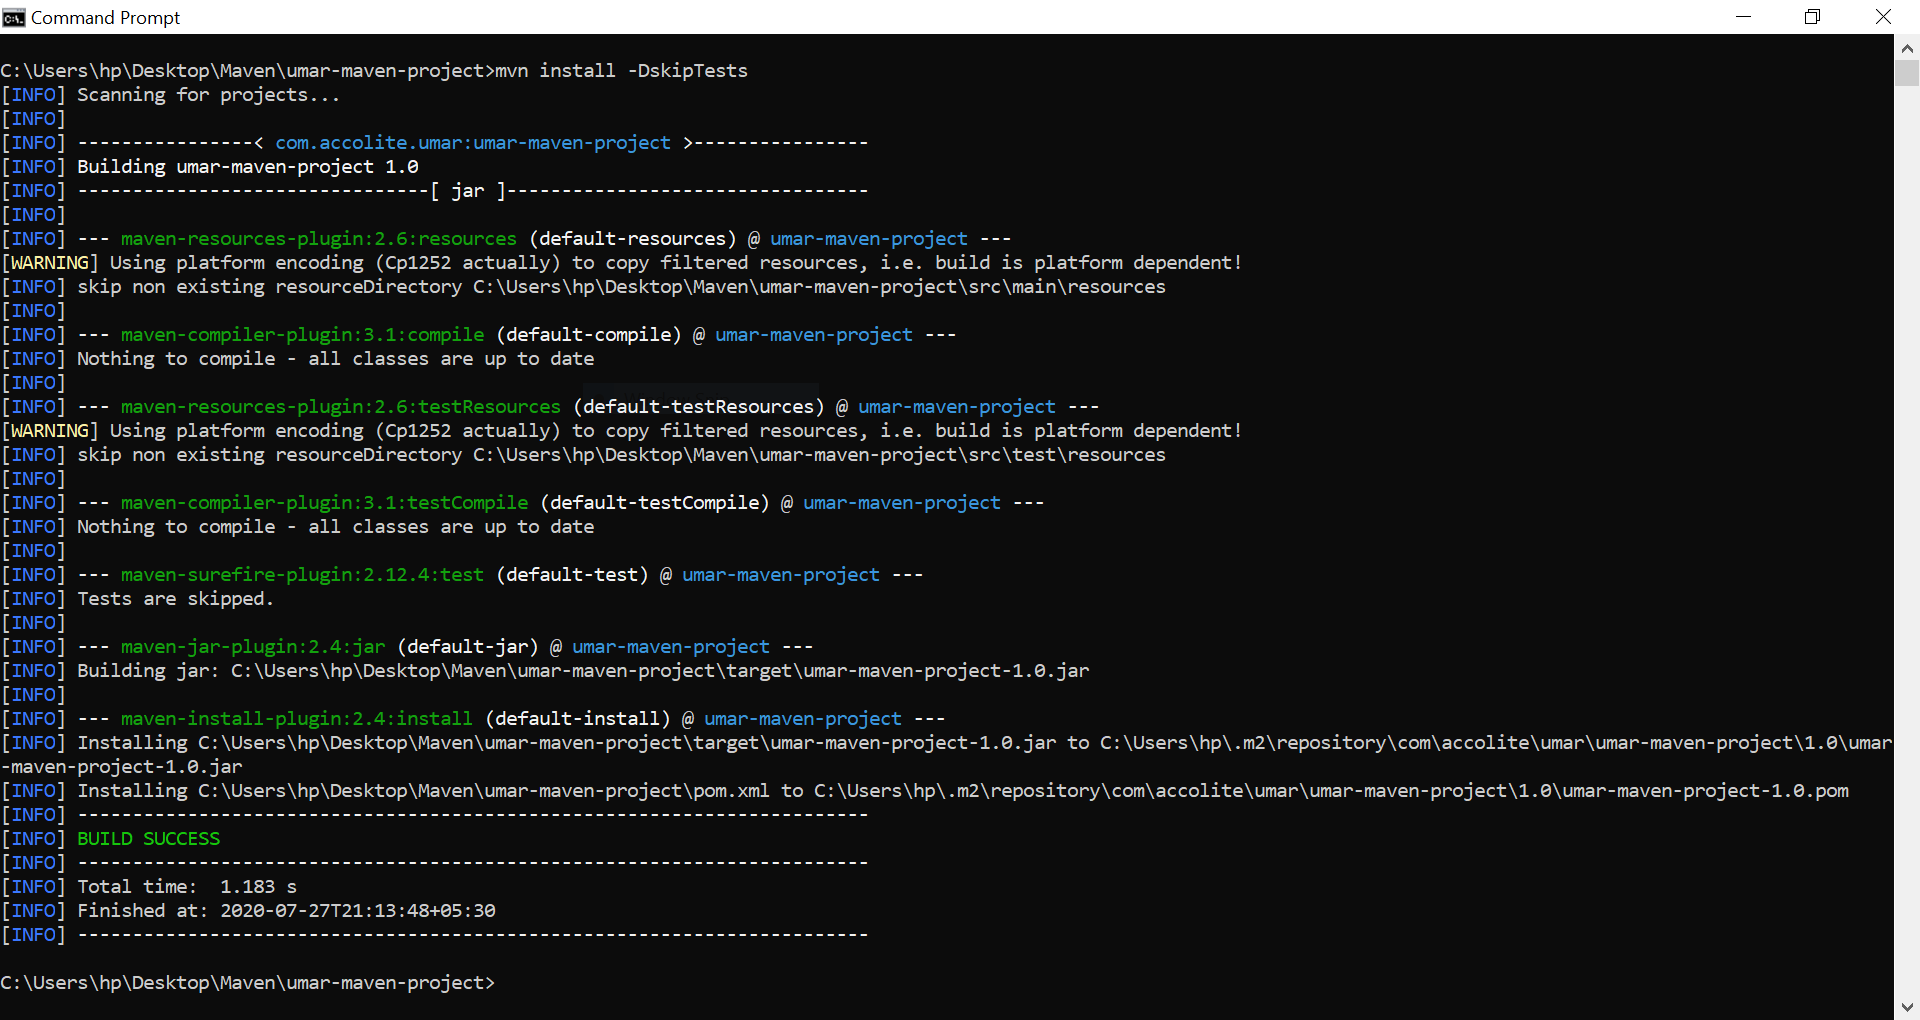 Command Prompt
C:\Users\hp\Desktop\Maven\umar-maven-project>mvn install -DskipTests
[INFO] Scanning for projects...
[INFO]
[INFO] ----------------< com.accolite.umar:umar-maven-project >----------------
[INFO] Building umar-maven-project 1.0
[INFO] --------------------------------[ jar ]---------------------------------
[INFO]
[INFO] --- maven-resources-plugin:2.6:resources (default-resources) @ umar-maven-project ---
[WARNING] Using platform encoding (Cp1252 actually) to copy filtered resources, i.e. build is platform dependent!
[INFO] skip non existing resourceDirectory C:\Users\hp\Desktop\Maven\umar-maven-project\src\main\resources
[INFO]
[INFO] --- maven-compiler-plugin:3.1:compile (default-compile) @ umar-maven-project ---
[INFO] Nothing to compile - all classes are up to date
[INFO]
[INFO] --- maven-resources-plugin:2.6:testResources (default-testResources) @ umar-maven-project ---
[WARNING] Using platform encoding (Cp1252 actually) to copy filtered resources, i.e. build is platform dependent!
[INFO] skip non existing resourceDirectory C:\Users\hp\Desktop\Maven\umar-maven-project\src\test\resources
[INFO]
[INFO] --- maven-compiler-plugin:3.1:testCompile (default-testCompile) @ umar-maven-project ---
[INFO] Nothing to compile - all classes are up to date
[INFO]
[INFO] --- maven-surefire-plugin:2.12.4:test (default-test) @ umar-maven-project ---
[INFO] Tests are skipped.
[INFO]
[INFO] --- maven-jar-plugin:2.4:jar (default-jar) @ umar-maven-project ---
[INFO] Building jar: C:\Users\hp\Desktop\Maven\umar-maven-project\target\umar-maven-project-1.0.jar
[INFO]
[INFO] --- maven-install-plugin:2.4:install (default-install) @ umar-maven-project ---
[INFO] Installing C:\Users\hp\Desktop\Maven\umar-maven-project\target\umar-maven-project-1.0.jar to C:\Users\hp\.m2\repository\com\accolite\umar\umar-maven-project\1.0\umar
-maven-project-1.0.jar
[INFO] Installing C:\Users\hp\Desktop\Maven\umar-maven-project\pom.xml to C:\Users\hp\.m2\repository\com\accolite\umar\umar-maven-project\1.0\umar-maven-project-1.0.pom
[INFO] ------------------------------------------------------------------------
[INFO] BUILD SUCCESS
[INFO] ------------------------------------------------------------------------
[INFO] Total time:  1.183 s
[INFO] Finished at: 2020-07-27T21:13:48+05:30
[INFO] ------------------------------------------------------------------------
C:\Users\hp\Desktop\Maven\umar-maven-project>